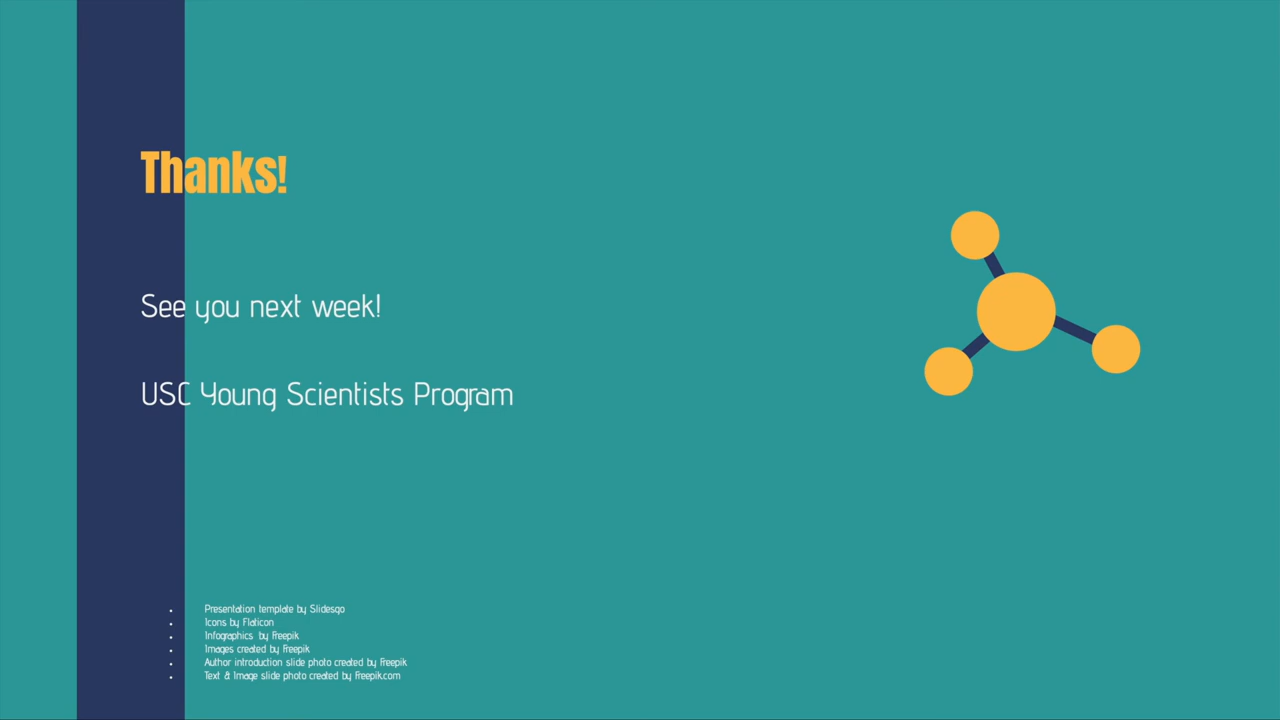 Thanks!
See you next week!
USC Young Scientists Program
• Presentation template by Slidesgo
• Icons by Flaticon
• Infographics by Freepik
• Images created by Freepik
• Author introduction slide photo created by Freepik
• Text & Image slide photo created by Freepik.com